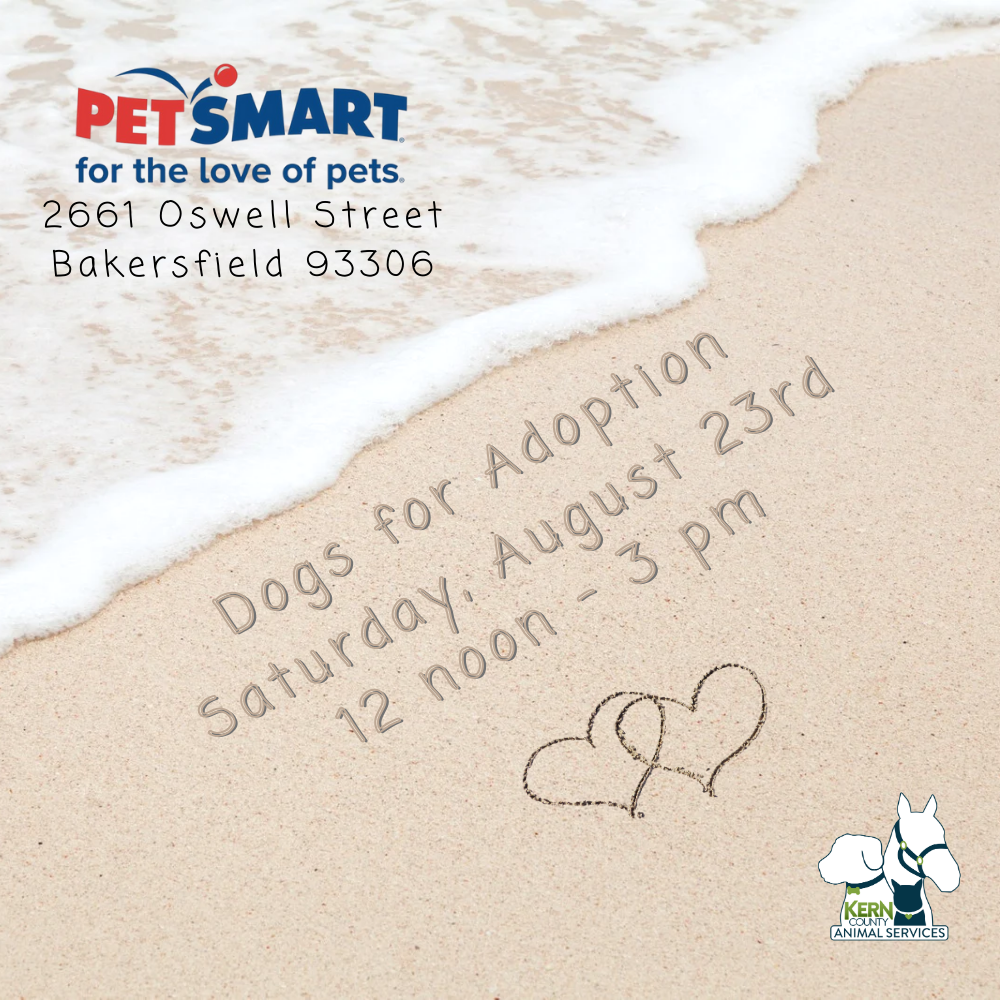 PETSMART
for the love of pets.
2661 Oswell Street
Bakersfield 93306
Dogs for Adoption
Saturday, August 23rd
12 noon - 3 pm
KERN
COUNTY
ANIMAL SERVICES